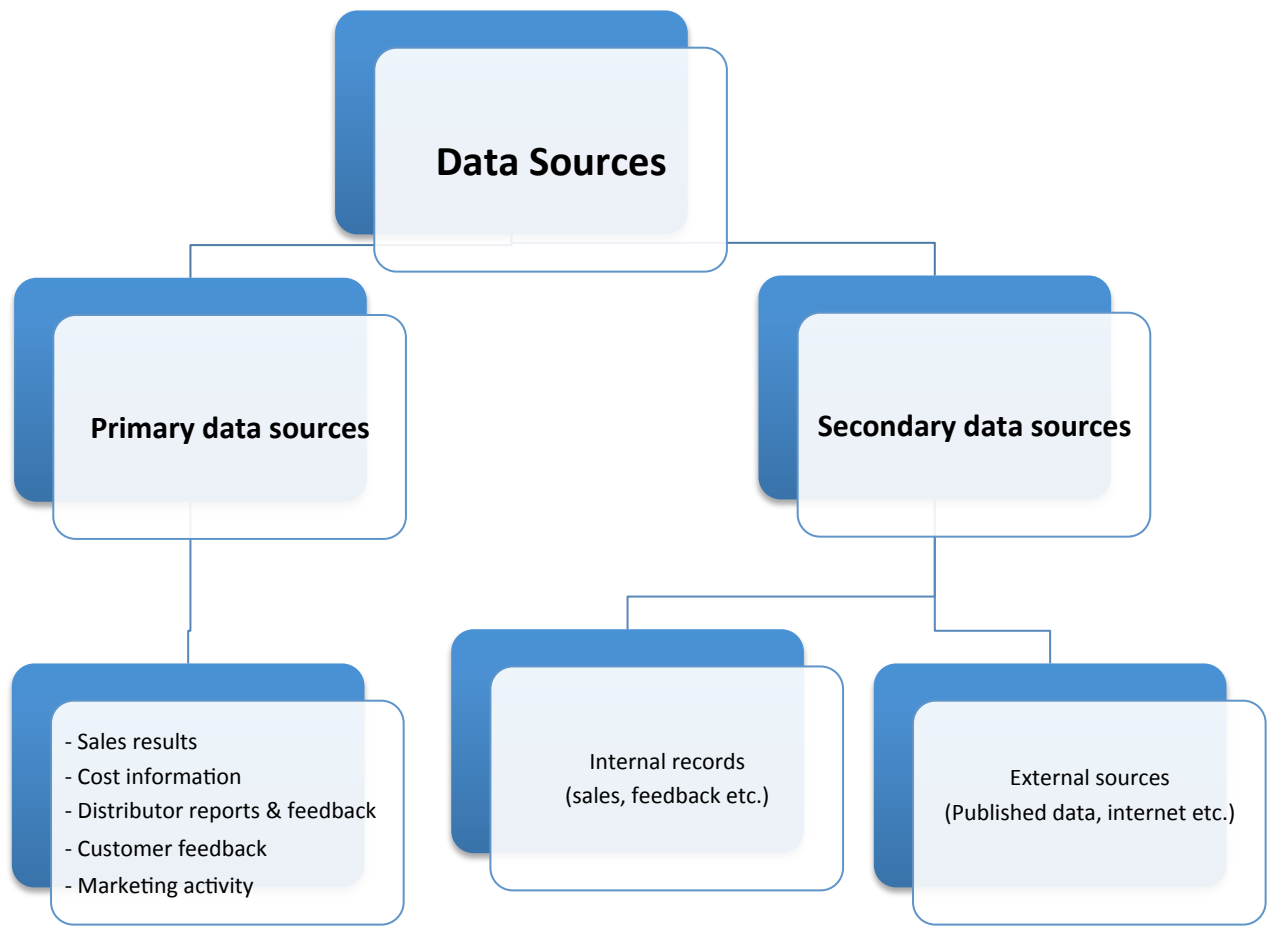 Data Sources
Primary data sources
Secondary data sources
- Sales results
- Cost information
- Distributor reports & feedback
- Customer feedback
- Marketing activity
Internal records
(sales, feedback etc.)
External sources
(Published data, internet etc.)